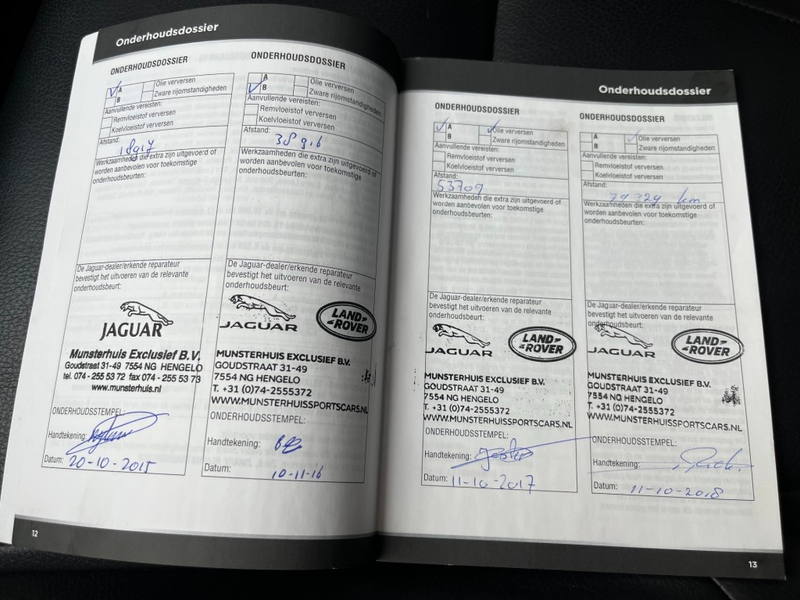 Onderhoudsdossier
ONDERHOUDSDOSSIER
A
Olie verversen
B
Zware rijomstandigheden
Aanvullende vereisten:
Remvloeistof verversen
Koelvloeistof verversen
Afstand:
Werkzaamheden die extra zijn uitgevoerd of
worden aanbevolen voor toekomstige
onderhoudsbeurten:
De Jaguar-dealer/erkende reparateur
bevestigt het uitvoeren van de relevante
onderhoudsbeurt:
JAGUAR
Munsterhuis Exclusief B.V.
Goudstraat 31-49 7554 NG HENGELO
tel. 074 - 255 53 72 fax 074 - 255 53 73
www.munsterhuis.nl
ONDERHOUDSSTEMPEL:
Handtekening:
Datum: 20-10-2015
12
ONDERHOUDSDOSSIER
A
Olie verversen
B
Zware rijomstandigheden
Aanvullende vereisten:
Remvloeistof verversen
Koelvloeistof verversen
Afstand:
Werkzaamheden die extra zijn uitgevoerd of
worden aanbevolen voor toekomstige
onderhoudsbeurten:
De Jaguar-dealer/erkende reparateur
bevestigt het uitvoeren van de relevante
onderhoudsbeurt:
JAGUAR
LAND-
-ROVER
MUNSTERHUIS EXCLUSIEF B.V.
GOUDSTRAAT 31-49
7554 NG HENGELO
T. +31 (0)74-2555372
WWW.MUNSTERHUISSPORTSCARS.NL
ONDERHOUDSSTEMPEL:
Handtekening:
Datum: 10-11-16
Onderhoudsdossier
ONDERHOUDSDOSSIER
A
Olie verversen
B
Zware rijomstandigheden
Aanvullende vereisten:
Remvloeistof verversen
Koelvloeistof verversen
Afstand:
53709
Werkzaamheden die extra zijn uitgevoerd of
worden aanbevolen voor toekomstige
onderhoudsbeurten:
De Jaguar-dealer/erkende reparateur
bevestigt het uitvoeren van de relevante
onderhoudsbeurt:
JAGUAR
LAND-
-ROVER
MUNSTERHUIS EXCLUSIEF B.V.
GOUDSTRAAT 31-49
7554 NG HENGELO
T. +31 (0)74-2555372
WWW.MUNSTERHUISSPORTSCARS.NL
ONDERHOUDSSTEMPEL:
Handtekening:
Datum: 11-10-2017
ONDERHOUDSDOSSIER
A
Olie verversen
B
Zware rijomstandigheden
Aanvullende vereisten:
Remvloeistof verversen
Koelvloeistof verversen
Afstand:
km
Werkzaamheden die extra zijn uitgevoerd of
worden aanbevolen voor toekomstige
onderhoudsbeurten:
De Jaguar-dealer/erkende reparateur
bevestigt het uitvoeren van de relevante
onderhoudsbeurt:
JAGUAR
LAND-
-ROVER
MUNSTERHUIS EXCLUSIEF B.V.
GOUDSTRAAT 31-49
7554 NG HENGELO
T. +31 (0)74-2555372
WWW.MUNSTERHUISSPORTSCARS.NL
ONDERHOUDSSTEMPEL:
Handtekening:
Datum: 11-10-2018
13